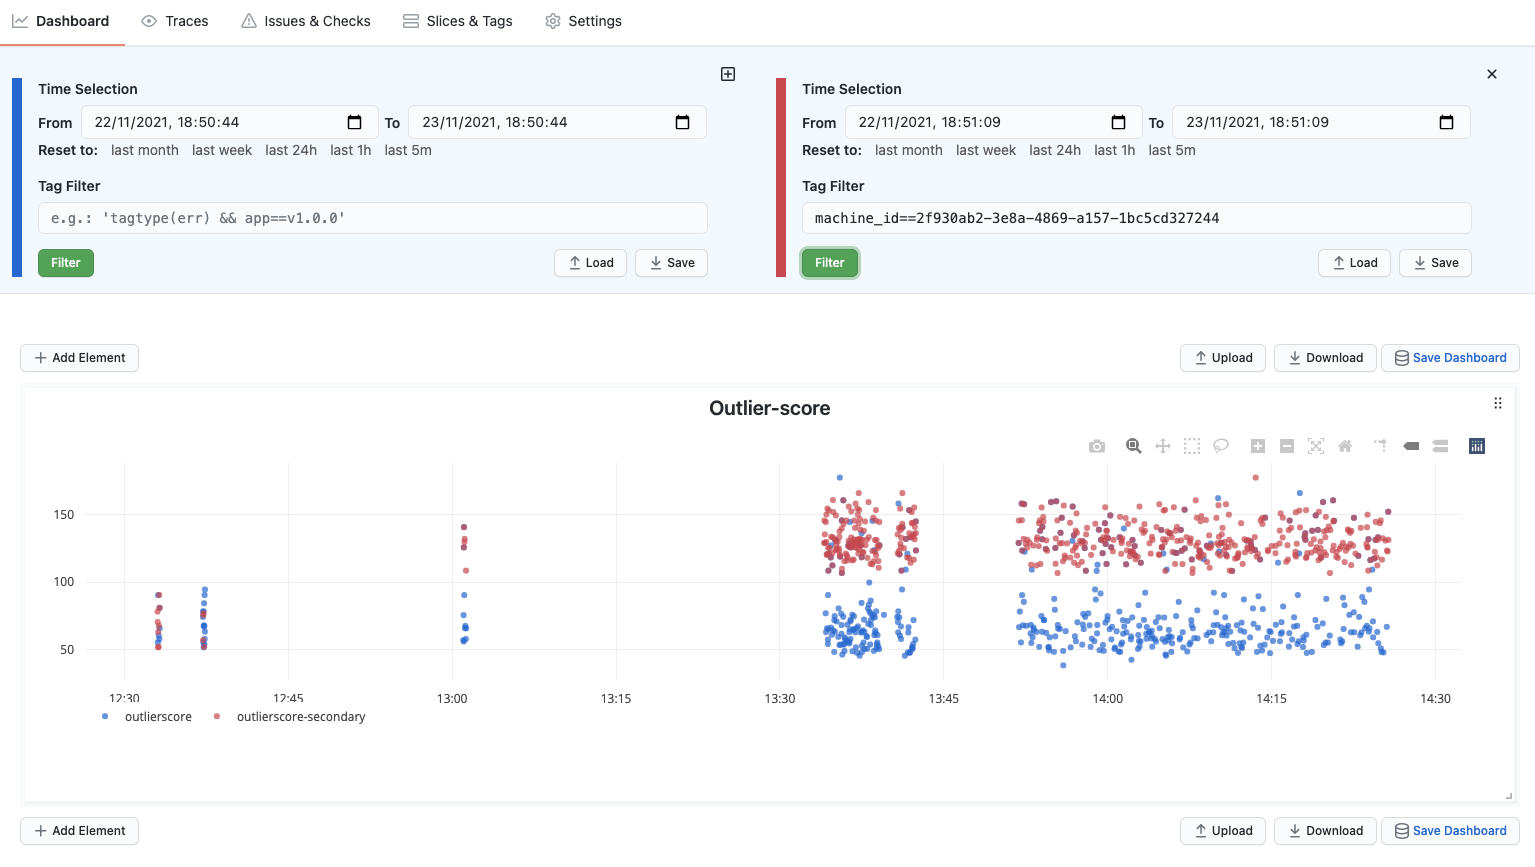 Dashboard Traces Issues & Checks Slices & Tags Settings
Time Selection
From 22/11/2021, 18:50:44 To 23/11/2021, 18:50:44
Reset to: last month last week last 24h last 1h last 5m
Tag Filter
e.g.: 'tagtype(err) && app==v1.0.0'
Filter Load Save
Time Selection
From 22/11/2021, 18:51:09 To 23/11/2021, 18:51:09
Reset to: last month last week last 24h last 1h last 5m
Tag Filter
machine_id==2f930ab2-3e8a-4869-a157-1bc5cd327244
Filter Load Save
Add Element Upload Download Save Dashboard
Outlier-score
150
100
50
12:30 12:45 13:00 13:15 13:30 13:45 14:00 14:15 14:30
outlierscore outlierscore-secondary
Add Element Upload Download Save Dashboard